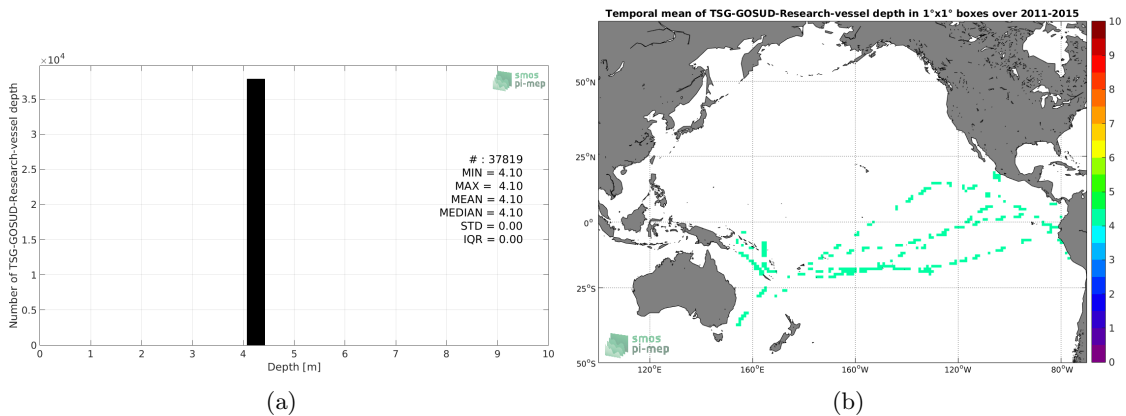 ×10⁴
3.5
3
2.5
2
1.5
1
0.5
0
Number of TSG-GOSUD-Research-vessel depth
smos
pi-mep
# : 37819
MIN = 4.10
MAX = 4.10
MEAN = 4.10
MEDIAN = 4.10
STD = 0.00
IQR = 0.00
0 1 2 3 4 5 6 7 8 9 10
Depth [m]
(a)
Temporal mean of TSG-GOSUD-Research-vessel depth in 1°x1° boxes over 2011-2015
50°N
25°N
0°
25°S
50°S
smos
pi-mep
120°E 160°E 160°W 120°W 80°W
10
9
8
7
6
5
4
3
2
1
0
(b)